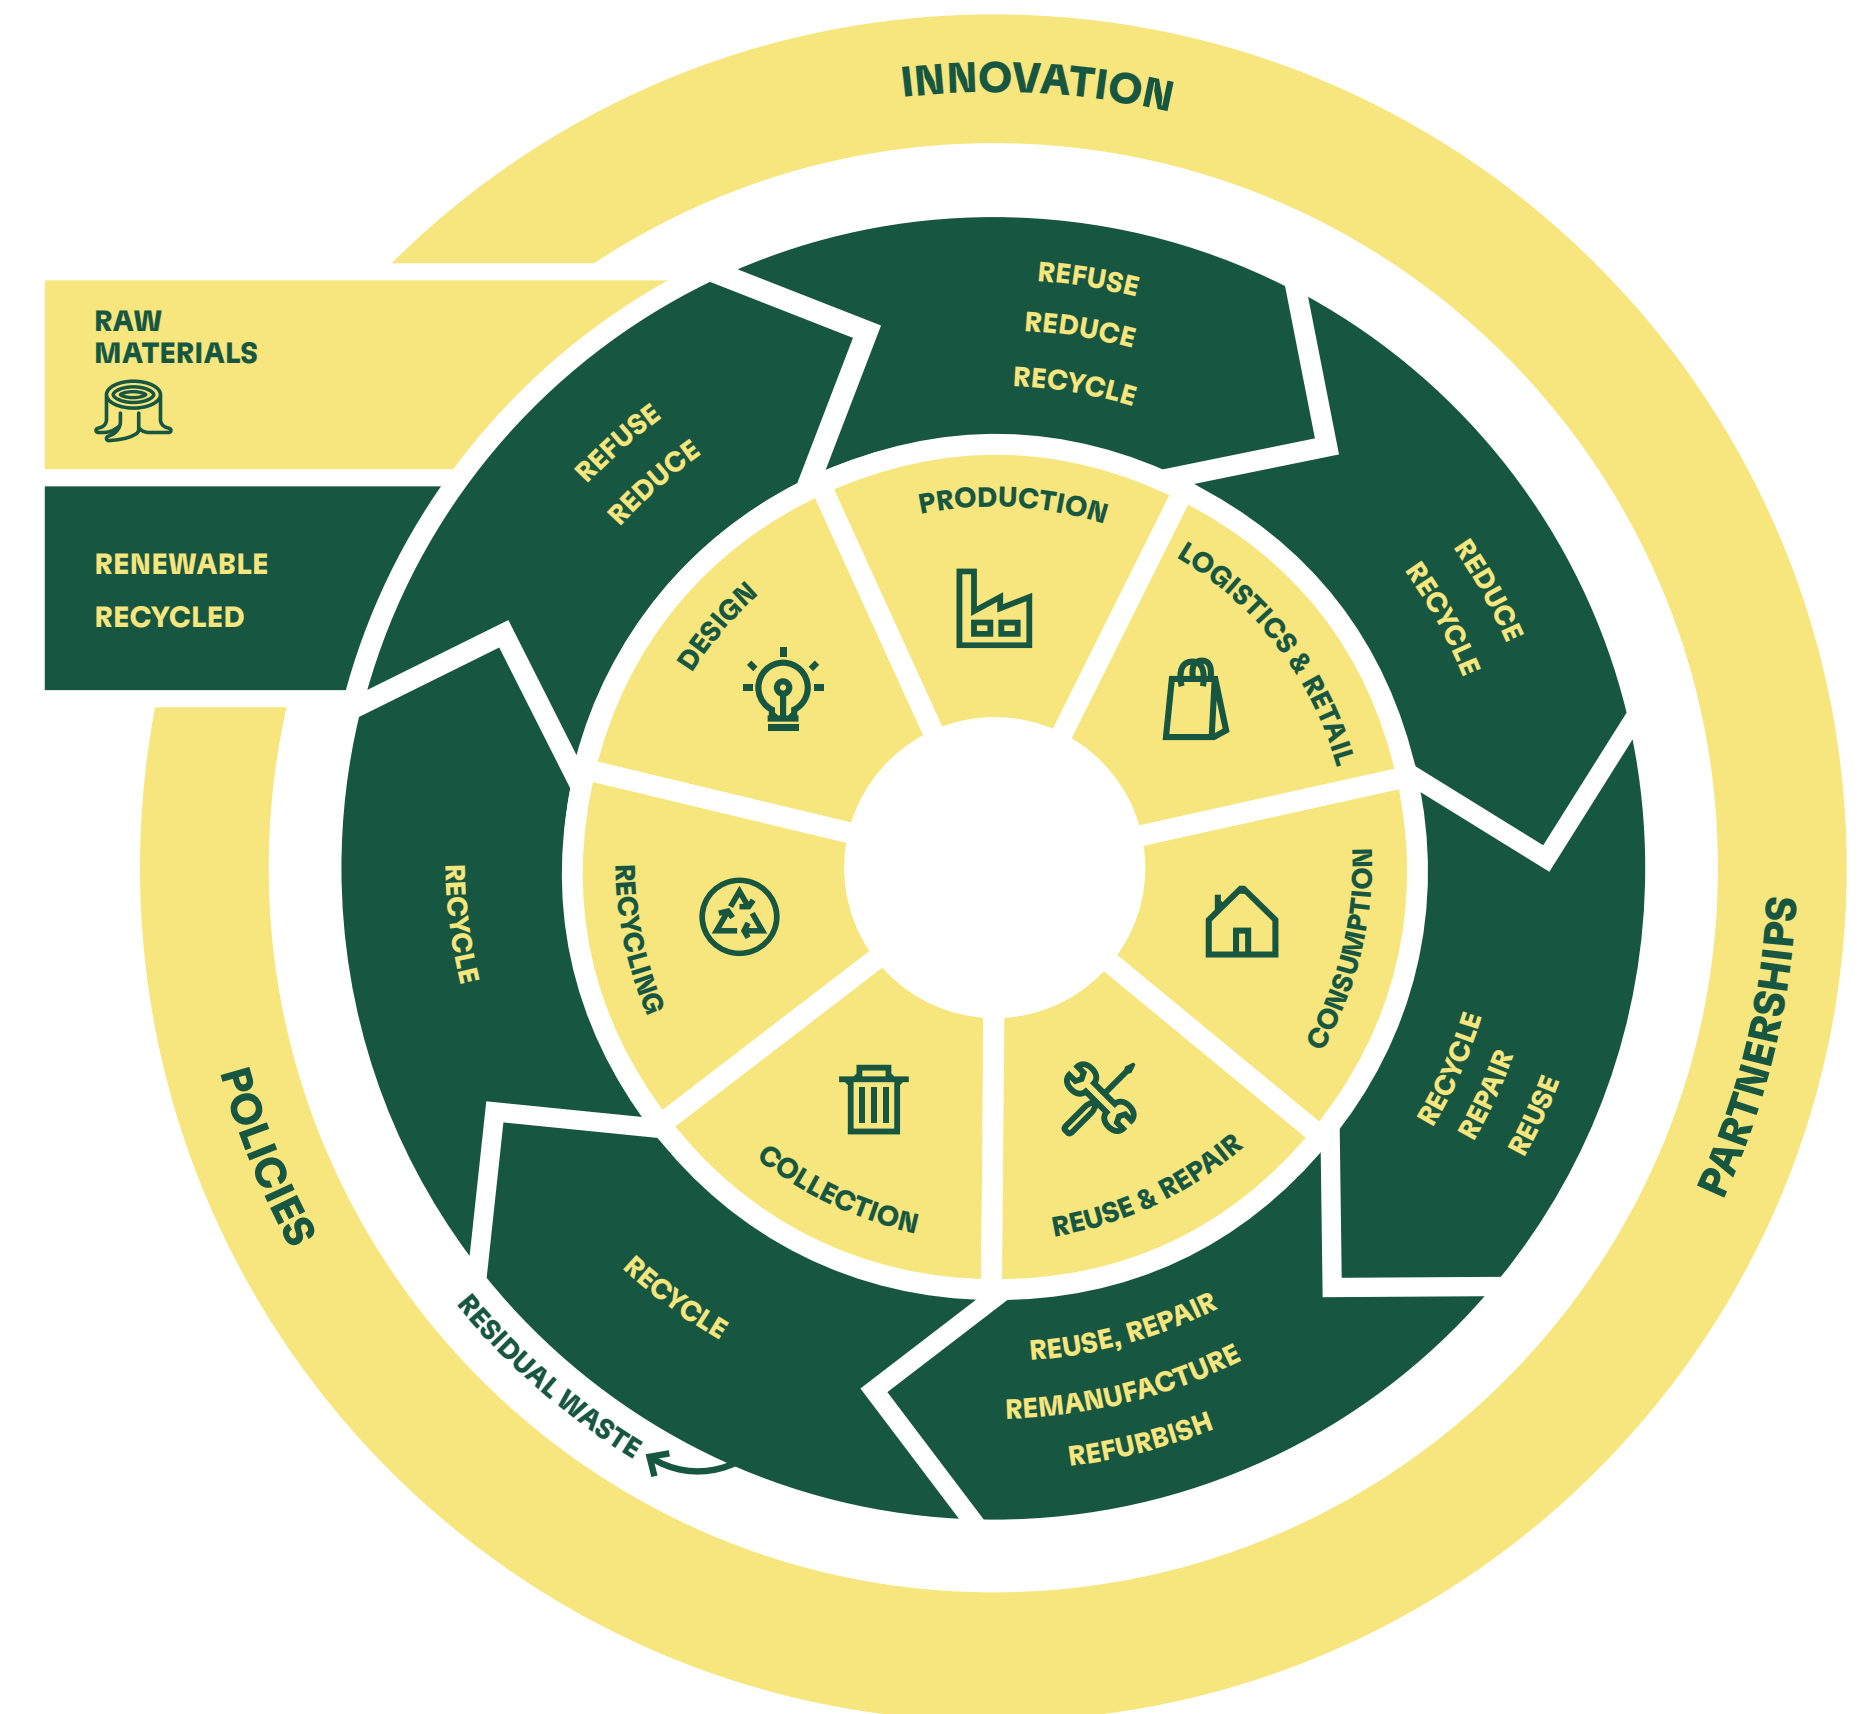 INNOVATION
RAW
MATERIALS
RENEWABLE
RECYCLED
REFUSE
REDUCE
DESIGN
REFUSE
REDUCE
RECYCLE
PRODUCTION
REDUCE
RECYCLE
LOGISTICS & RETAIL
CONSUMPTION
RECYCLE
REPAIR
REUSE
PARTNERSHIPS
REUSE & REPAIR
REUSE, REPAIR
REMANUFACTURE
REFURBISH
COLLECTION
RECYCLE
RESIDUAL WASTE
RECYCLING
RECYCLE
POLICIES